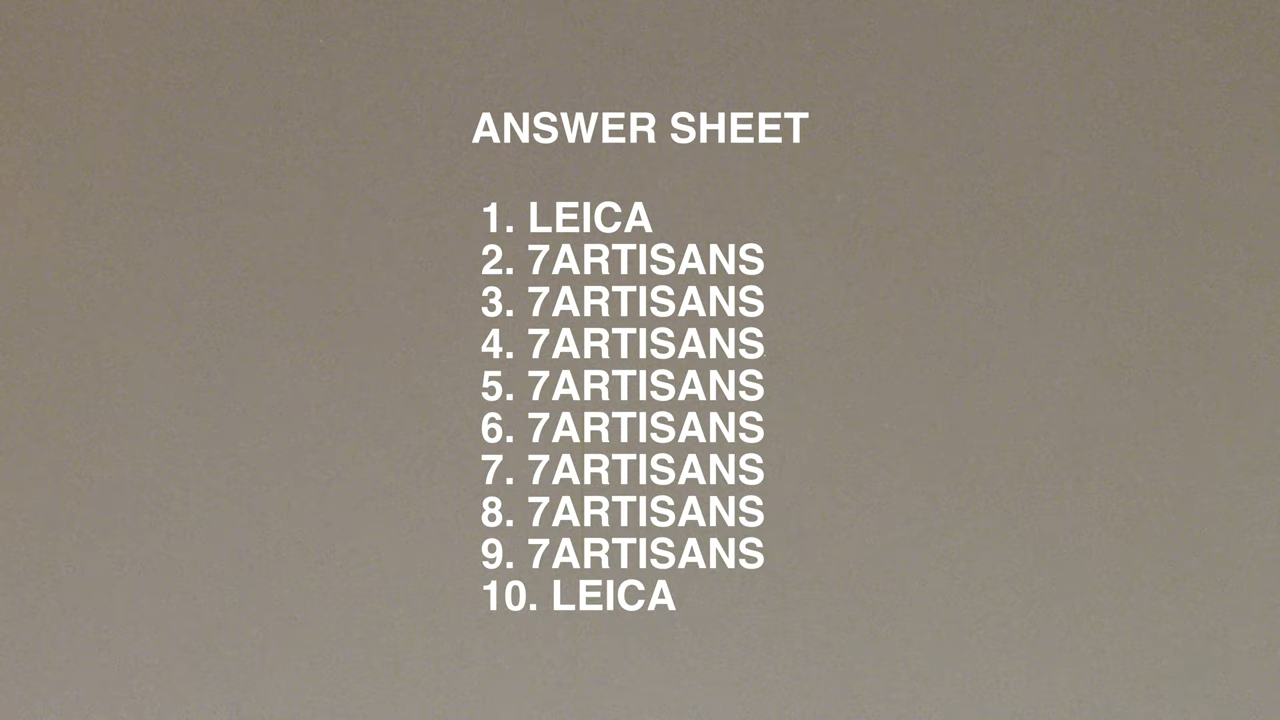 ANSWER SHEET
1. LEICA
2. 7ARTISANS
3. 7ARTISANS
4. 7ARTISANS
5. 7ARTISANS
6. 7ARTISANS
7. 7ARTISANS
8. 7ARTISANS
9. 7ARTISANS
10. LEICA